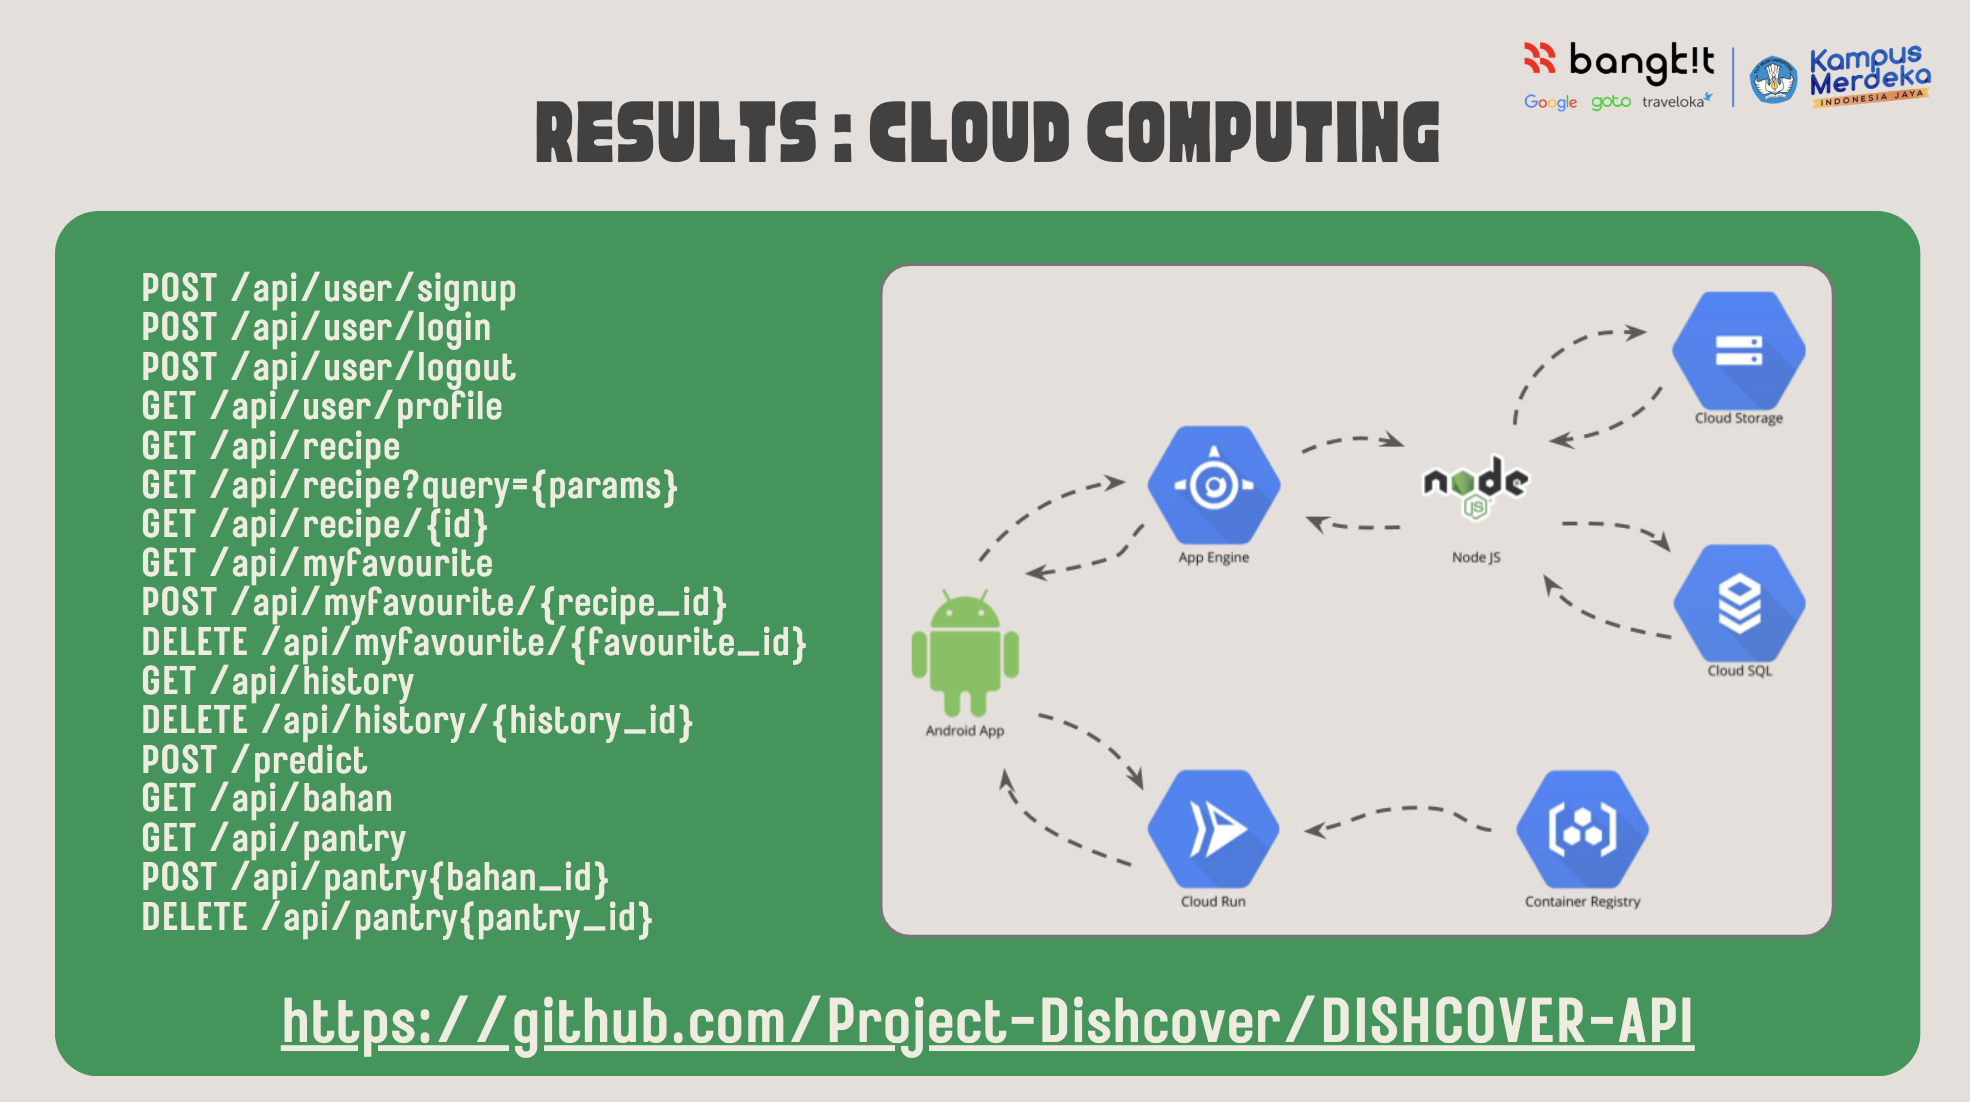 bangk!t
Google goto traveloka
Kampus
Merdeka
INDONESIA JAYA
RESULTS : CLOUD COMPUTING
POST /api/user/signup
POST /api/user/login
POST /api/user/logout
GET /api/user/profile
GET /api/recipe
GET /api/recipe?query={params}
GET /api/recipe/{id}
GET /api/myfavourite
POST /api/myfavourite/{recipe_id}
DELETE /api/myfavourite/{favourite_id}
GET /api/history
DELETE /api/history/{history_id}
POST /predict
GET /api/bahan
GET /api/pantry
POST /api/pantry{bahan_id}
DELETE /api/pantry{pantry_id}
Cloud Storage
App Engine
node
JS
Node JS
Cloud SQL
Android App
Cloud Run
Container Registry
https://github.com/Project-Dishcover/DISHCOVER-API